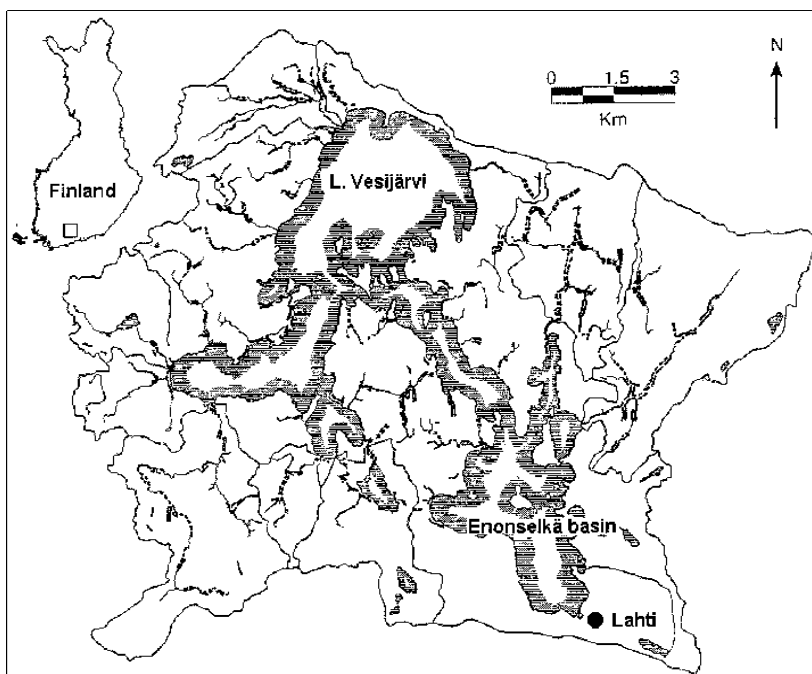 N
0 1.5 3
Km
L. Vesijärvi
Finland
Enonselkä basin
Lahti